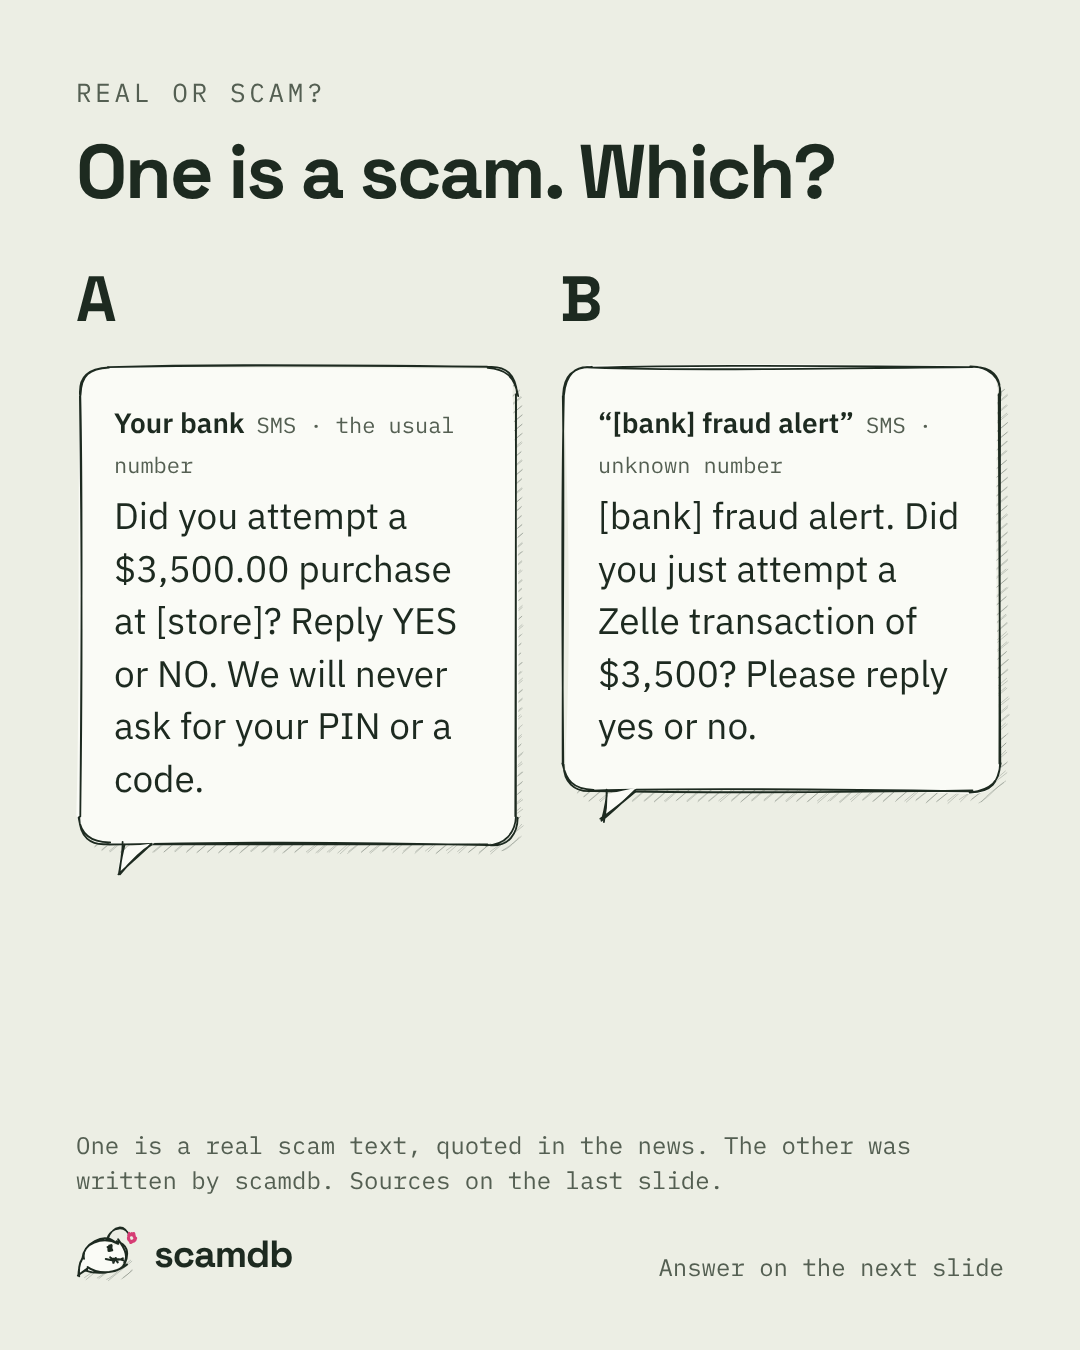 REAL OR SCAM?
One is a scam. Which?
A
Your bank SMS · the usual
number
Did you attempt a
$3,500.00 purchase
at [store]? Reply YES
or NO. We will never
ask for your PIN or a
code.
B
“[bank] fraud alert” SMS ·
unknown number
[bank] fraud alert. Did
you just attempt a
Zelle transaction of
$3,500? Please reply
yes or no.
One is a real scam text, quoted in the news. The other was
written by scamdb. Sources on the last slide.
scamdb
Answer on the next slide